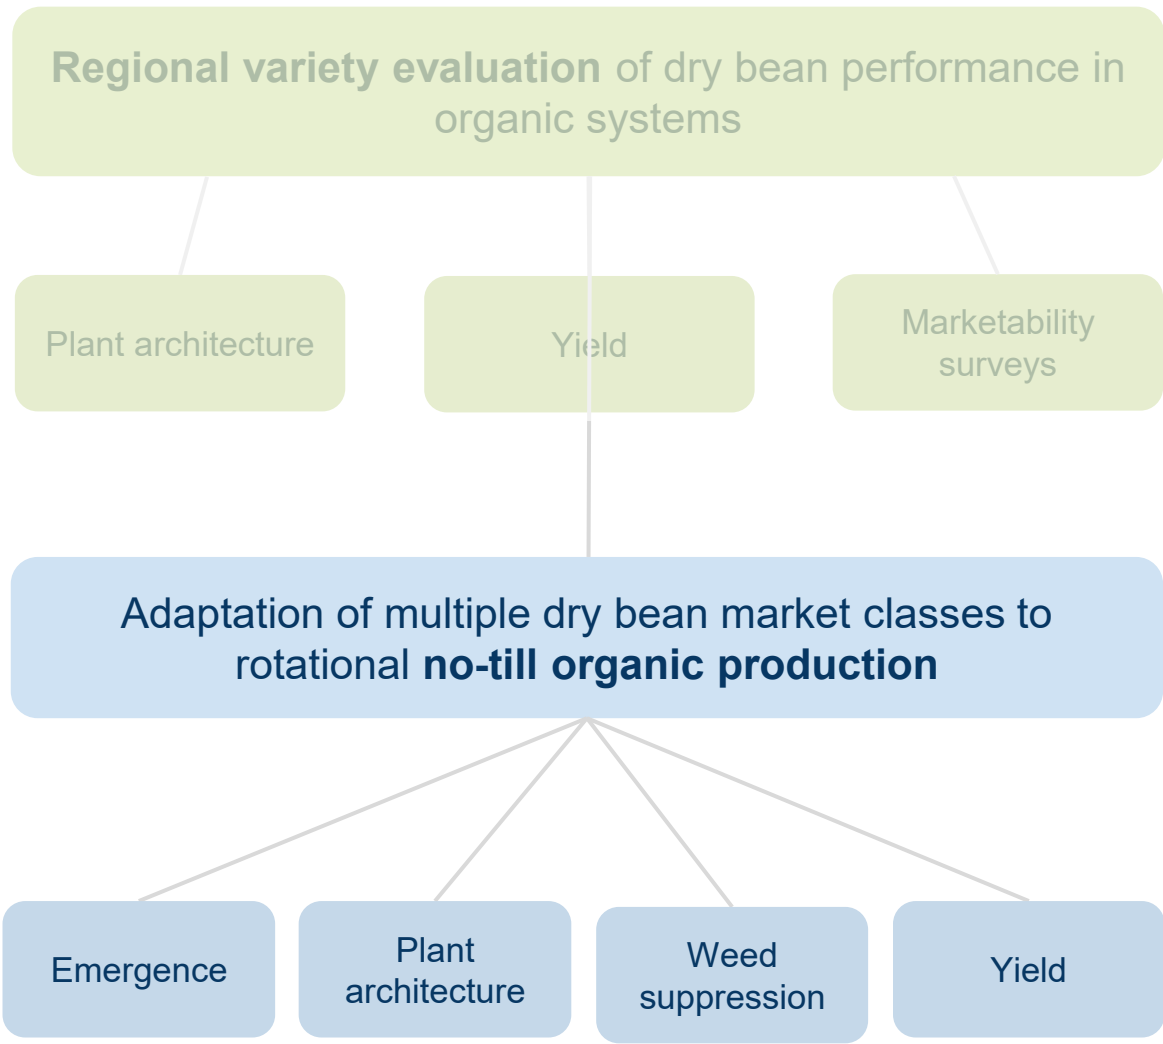 Regional variety evaluation of dry bean performance in
organic systems
Plant architecture
Yield
Marketability
surveys
Adaptation of multiple dry bean market classes to
rotational no-till organic production
Emergence
Plant
architecture
Weed
suppression
Yield